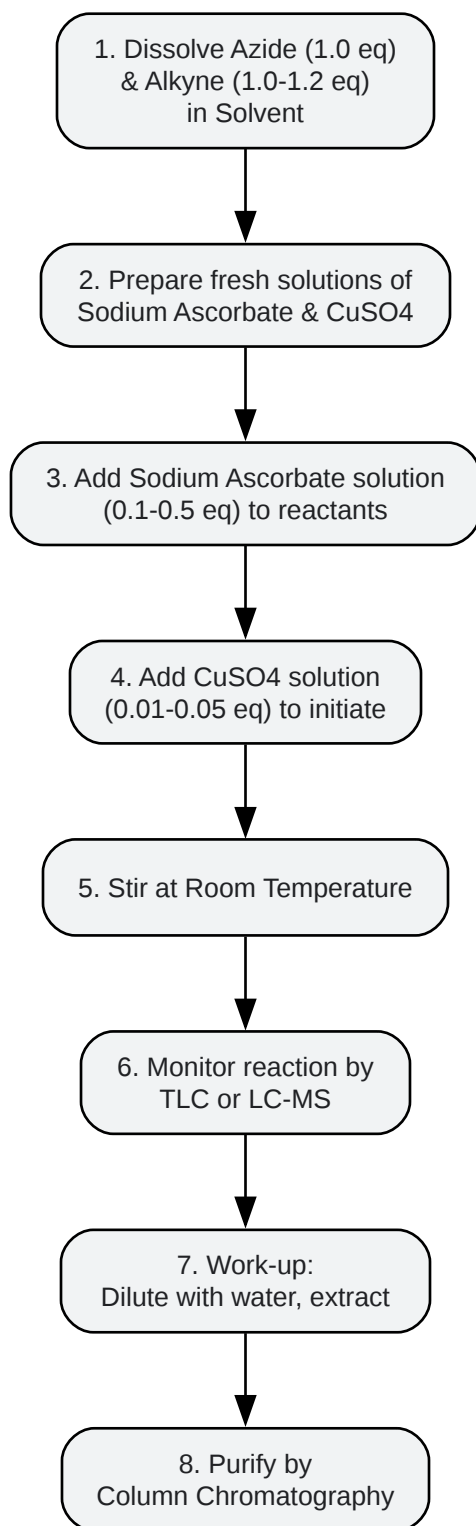 1. Dissolve Azide (1.0 eq)
& Alkyne (1.0-1.2 eq)
in Solvent
2. Prepare fresh solutions of
Sodium Ascorbate & CuSO4
3. Add Sodium Ascorbate solution
(0.1-0.5 eq) to reactants
4. Add CuSO4 solution
(0.01-0.05 eq) to initiate
5. Stir at Room Temperature
6. Monitor reaction by
TLC or LC-MS
7. Work-up:
Dilute with water, extract
8. Purify by
Column Chromatography